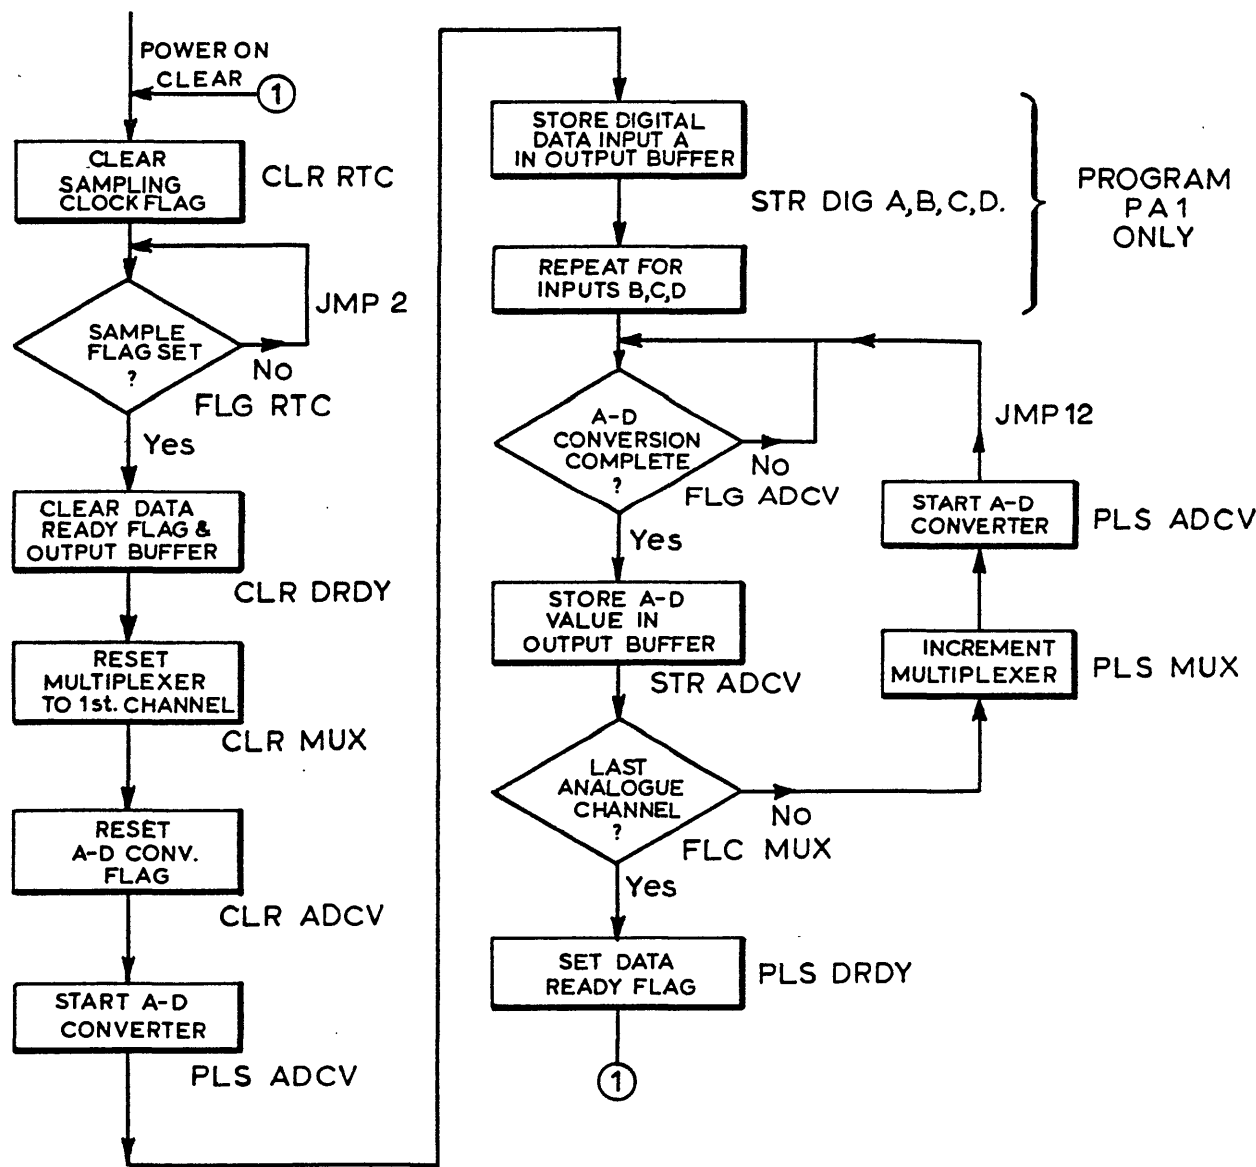 POWER ON
CLEAR
1
CLEAR
SAMPLING
CLOCK FLAG
CLR RTC
JMP 2
SAMPLE
FLAG SET
?
No
FLG RTC
Yes
CLEAR DATA
READY FLAG &
OUTPUT BUFFER
CLR DRDY
RESET
MULTIPLEXER
TO 1st. CHANNEL
CLR MUX
RESET
A-D CONV.
FLAG
CLR ADCV
START A-D
CONVERTER
PLS ADCV
STORE DIGITAL
DATA INPUT A
IN OUTPUT BUFFER
STR DIG A,B,C,D.
PROGRAM
PA1
ONLY
REPEAT FOR
INPUTS B,C,D
A-D
CONVERSION
COMPLETE
?
No
FLG ADCV
Yes
JMP 12
START A-D
CONVERTER
PLS ADCV
STORE A-D
VALUE IN
OUTPUT BUFFER
STR ADCV
INCREMENT
MULTIPLEXER
PLS MUX
LAST
ANALOGUE
CHANNEL
?
No
FLC MUX
Yes
SET DATA
READY FLAG
PLS DRDY
1